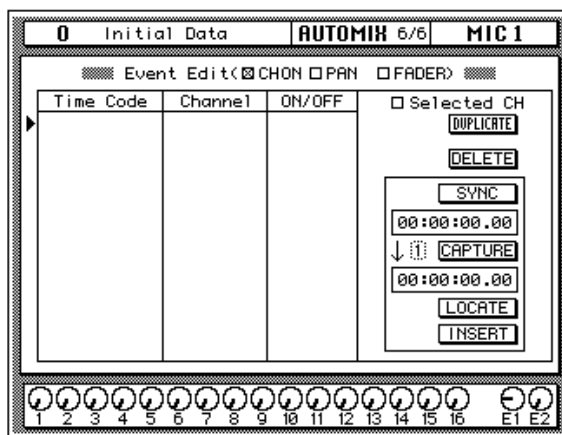 0 Initial Data AUTOMIX 6/6 MIC 1
Event Edit(☒CHON ☐PAN ☐FADER)
Time Code Channel ON/OFF ☐Selected CH
DUPLICATE
DELETE
SYNC
00:00:00.00
↓ 1 CAPTURE
00:00:00.00
LOCATE
INSERT
1 2 3 4 5 6 7 8 9 10 11 12 13 14 15 16 E1 E2